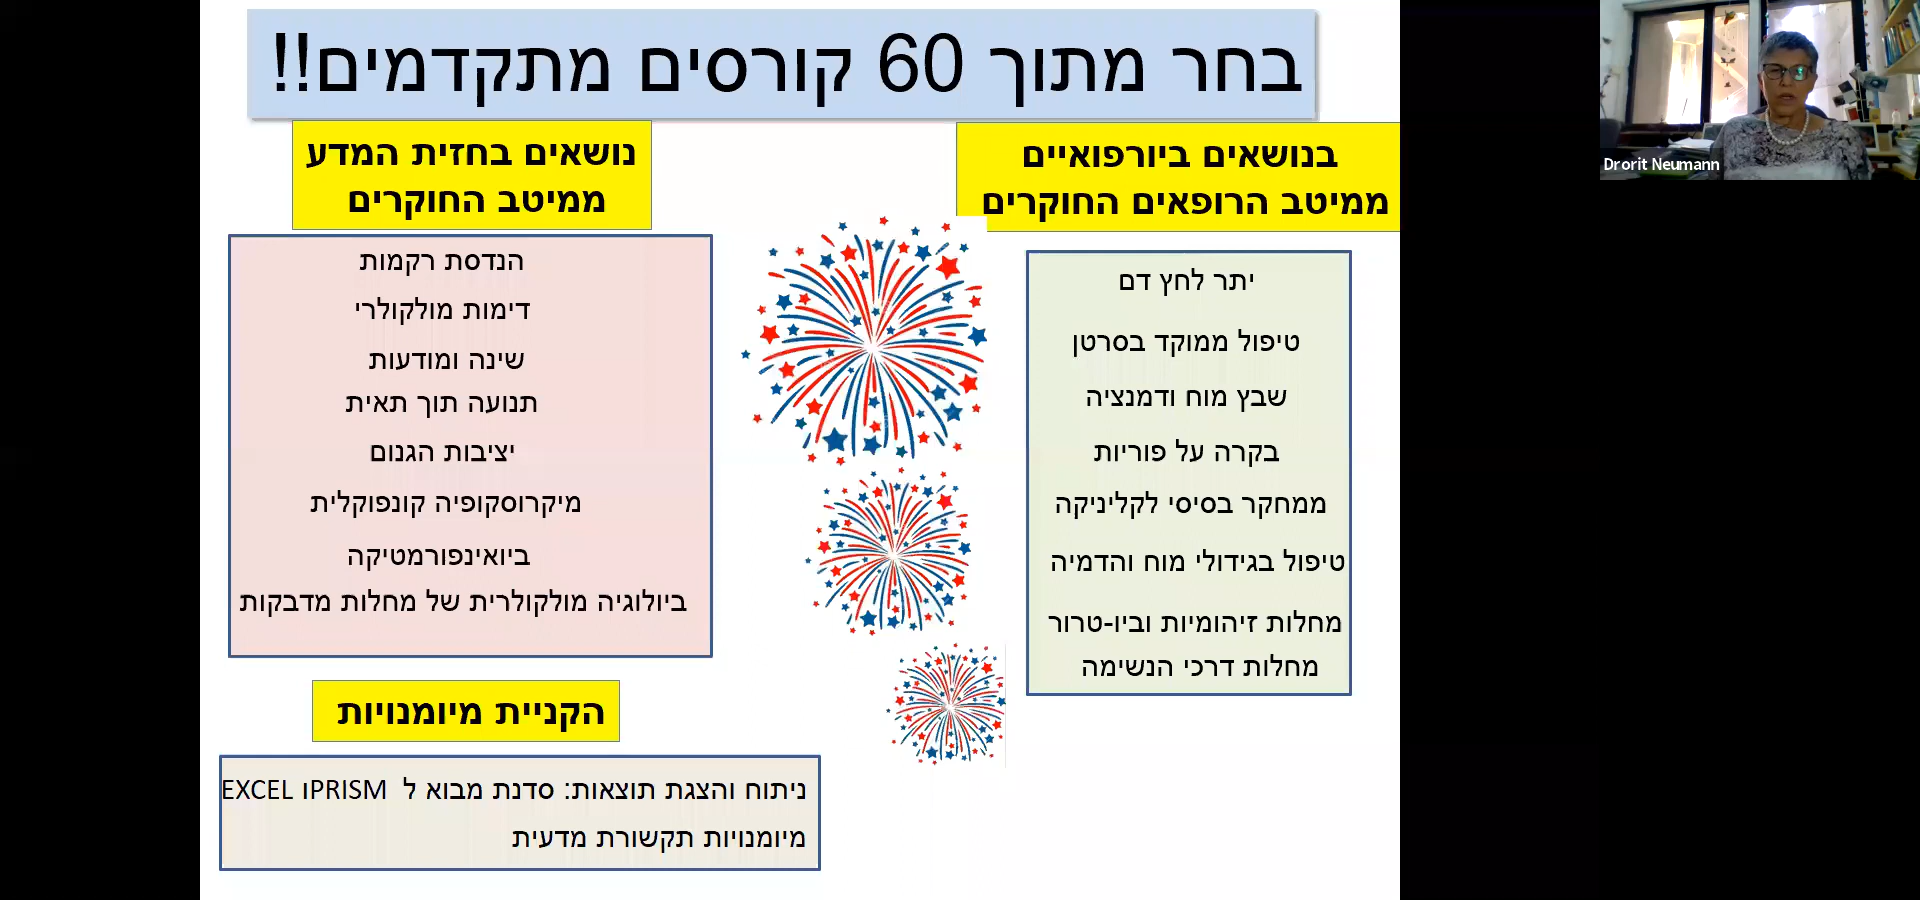 בחר מתוך 60 קורסים מתקדמים!!
בנושאים ביורפואיים
ממיטב הרופאים החוקרים
יתר לחץ דם
טיפול ממוקד בסרטן
שבץ מוח ודמנציה
בקרה על פוריות
ממחקר בסיסי לקליניקה
טיפול בגידולי מוח והדמיה
מחלות זיהומיות וביו-טרור
מחלות דרכי הנשימה
נושאים בחזית המדע
ממיטב החוקרים
הנדסת רקמות
דימות מולקולרי
שינה ומודעות
תנועה תוך תאית
יציבות הגנום
מיקרוסקופיה קונפוקלית
ביואינפורמטיקה
ביולוגיה מולקולרית של מחלות מדבקות
הקניית מיומנויות
ניתוח והצגת תוצאות: סדנת מבוא ל PRISMו EXCEL
מיומנויות תקשורת מדעית
Drorit Neumann